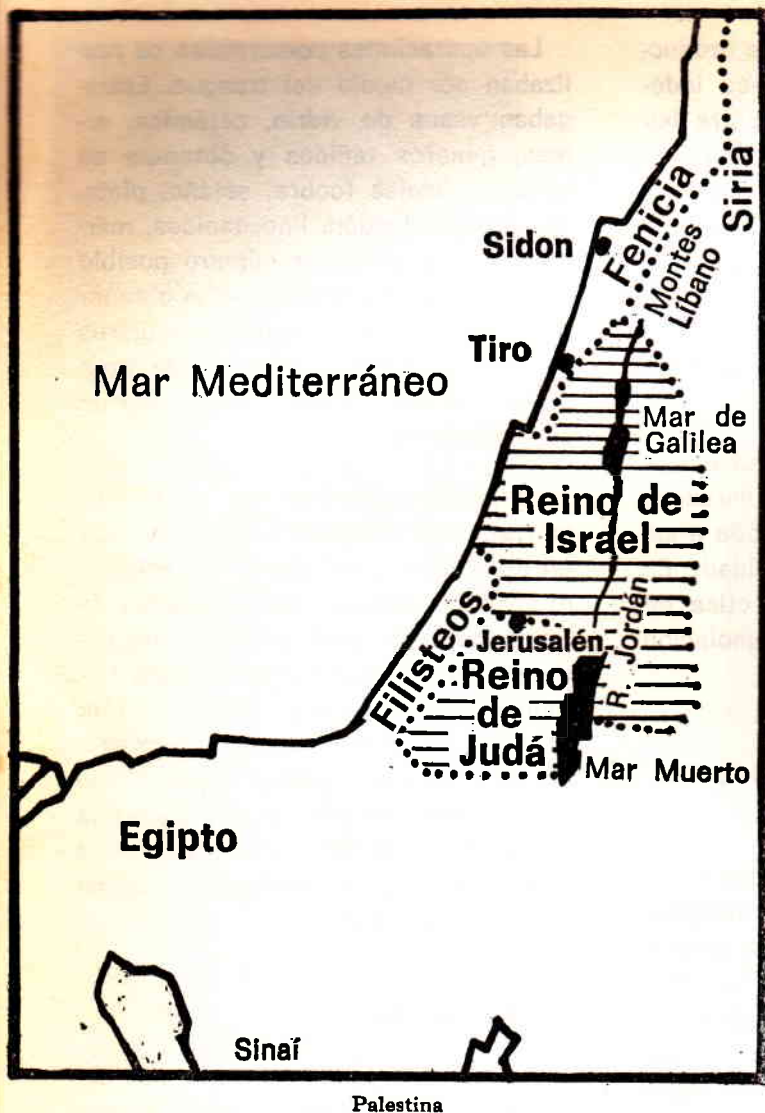 Siria
Fenicia
Sidon
Montes
Líbano
Tiro
Mar Mediterráneo
Mar de
Galilea
Reino de
Israel
Filisteos
Jerusalén
R. Jordán
Reino
de
Judá
Mar Muerto
Egipto
Sinaí
Palestina